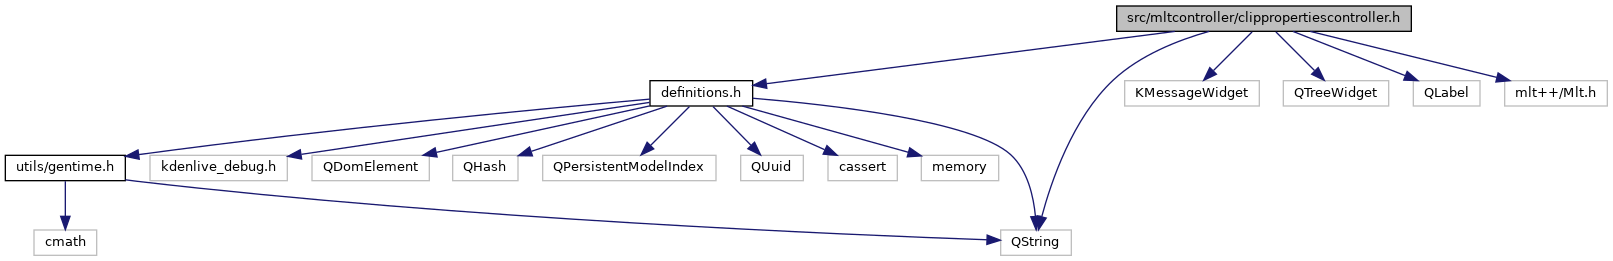 src/mltcontroller/clippropertiescontroller.h
definitions.h
KMessageWidget
QTreeWidget
QLabel
mlt++/Mlt.h
utils/gentime.h
kdenlive_debug.h
QDomElement
QHash
QPersistentModelIndex
QUuid
cassert
memory
cmath
QString